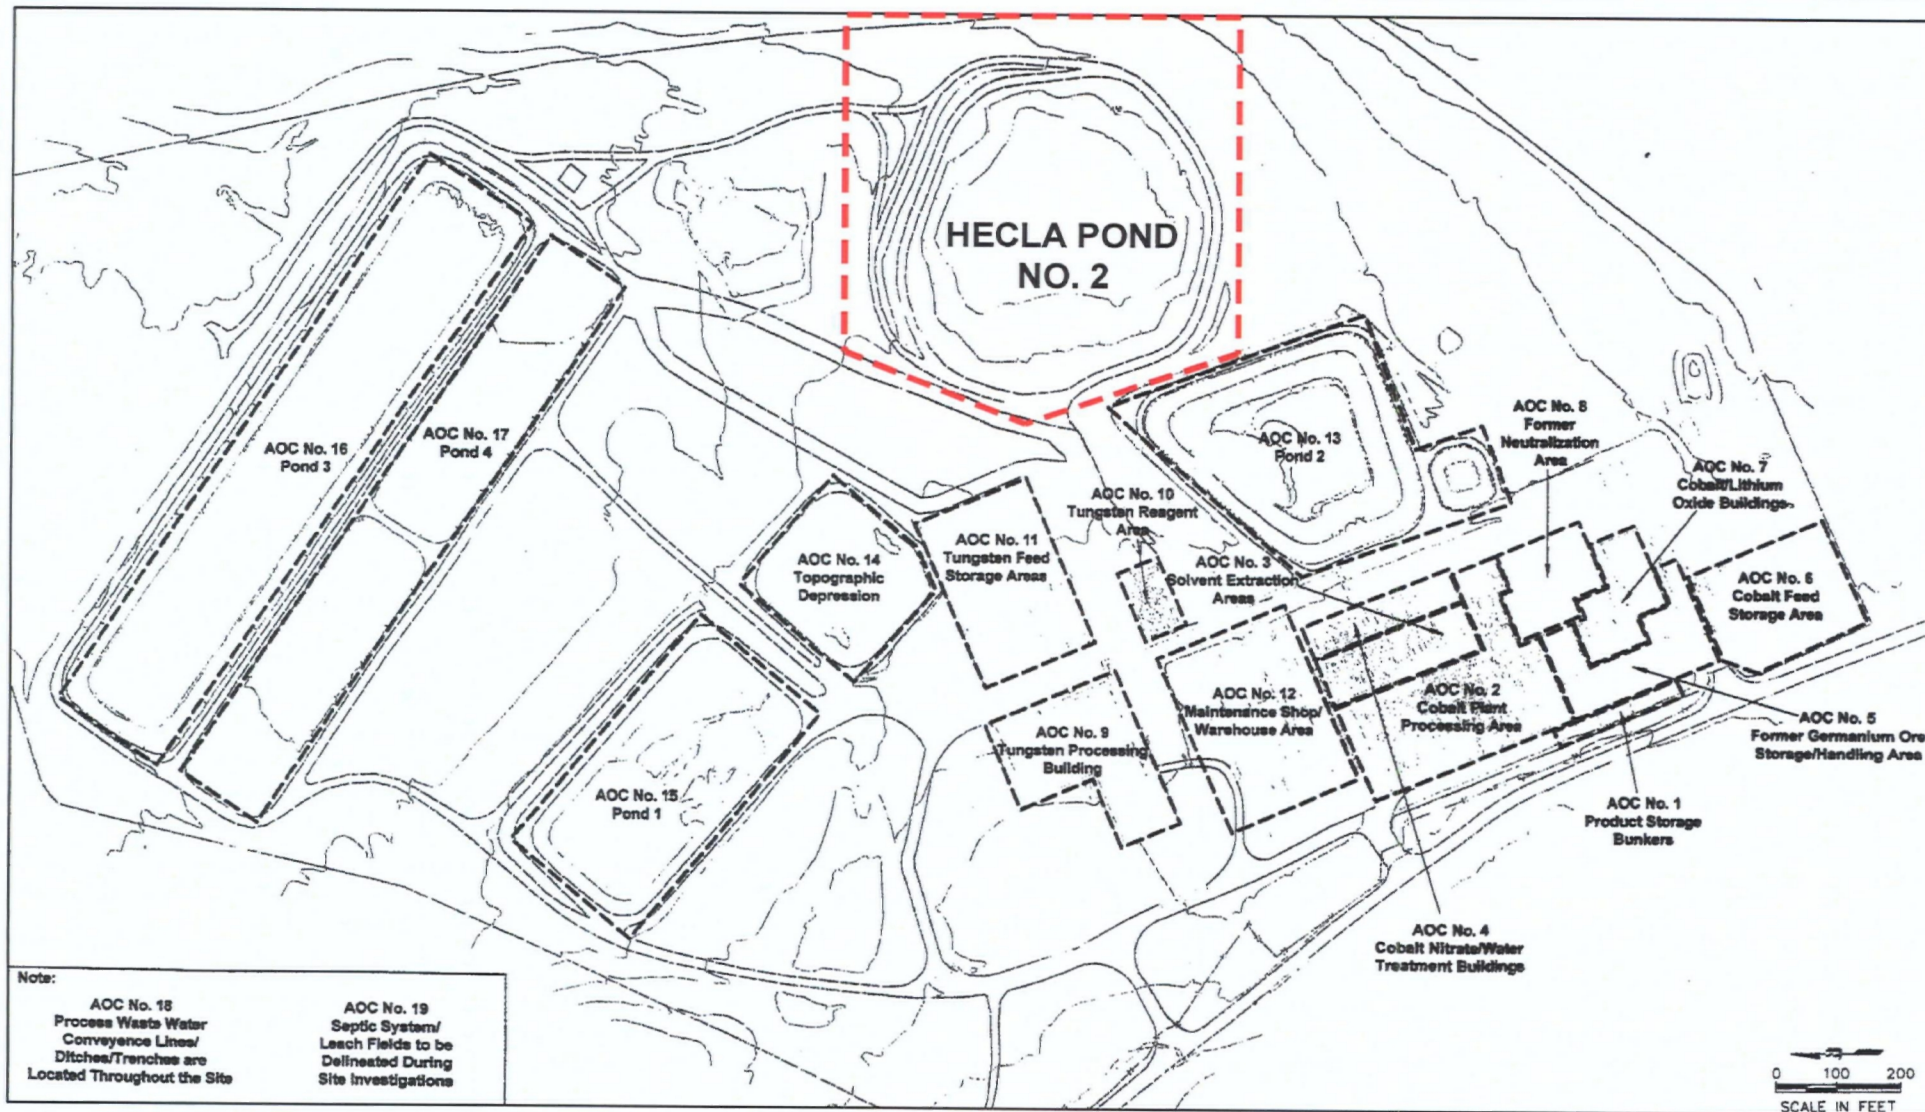 HECLA POND
NO. 2
AOC No. 16
Pond 3
AOC No. 17
Pond 4
AOC No. 13
Pond 2
AOC No. 8
Former
Neutralization
Area
AOC No. 7
Cobalt/Lithium
Oxide Buildings
AOC No. 10
Tungsten Reagent
Area
AOC No. 11
Tungsten Feed
Storage Areas
AOC No. 14
Topographic
Depression
AOC No. 3
Solvent Extraction
Areas
AOC No. 6
Cobalt Feed
Storage Area
AOC No. 12
Maintenance Shop/
Warehouse Area
AOC No. 2
Cobalt Plant
Processing Area
AOC No. 9
Tungsten Processing
Building
AOC No. 5
Former Germanium Ore
Storage/Handling Area
AOC No. 15
Pond 1
AOC No. 1
Product Storage
Bunkers
AOC No. 4
Cobalt Nitrate/Water
Treatment Buildings
Note:
AOC No. 18
Process Waste Water
Conveyence Lines/
Ditches/Trenches are
Located Throughout the Site
AOC No. 19
Septic System/
Leach Fields to be
Delineated During
Site Investigations
0 100 200
SCALE IN FEET